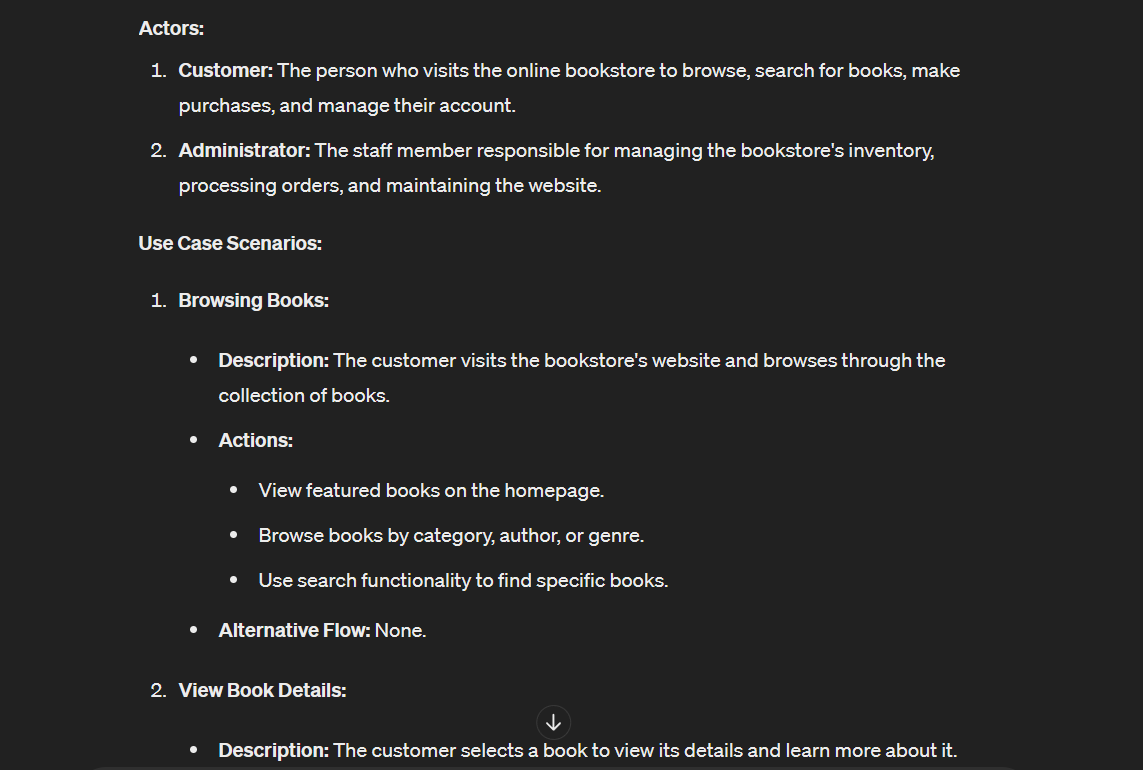 Actors:
1. Customer: The person who visits the online bookstore to browse, search for books, make
purchases, and manage their account.
2. Administrator: The staff member responsible for managing the bookstore's inventory,
processing orders, and maintaining the website.
Use Case Scenarios:
1. Browsing Books:
• Description: The customer visits the bookstore's website and browses through the
collection of books.
• Actions:
• View featured books on the homepage.
• Browse books by category, author, or genre.
• Use search functionality to find specific books.
• Alternative Flow: None.
2. View Book Details:
• Description: The customer selects a book to view its details and learn more about it.